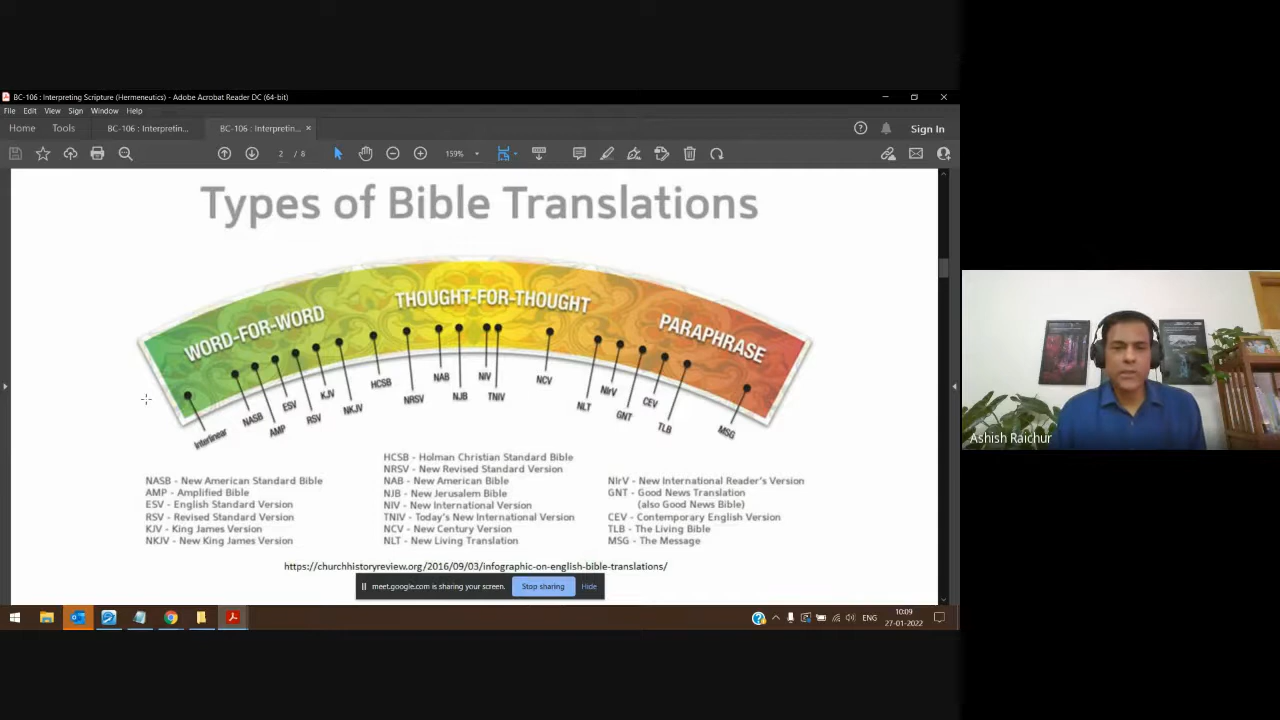 BC-106 : Interpreting Scripture (Hermeneutics) - Adobe Acrobat Reader DC (64-bit)
File Edit View Sign Window Help
Home Tools BC-106 : Interpretin... BC-106 : Interpretin... × Sign In
2 / 8 159%
Types of Bible Translations
WORD-FOR-WORD
THOUGHT-FOR-THOUGHT
PARAPHRASE
Interlinear
NASB
AMP
ESV
RSV
KJV
NKJV
HCSB
NRSV
NAB
NJB
NIV
TNIV
NCV
NLT
NIrV
GNT
CEV
TLB
MSG
NASB - New American Standard Bible
AMP - Amplified Bible
ESV - English Standard Version
RSV - Revised Standard Version
KJV - King James Version
NKJV - New King James Version
HCSB - Holman Christian Standard Bible
NRSV - New Revised Standard Version
NAB - New American Bible
NJB - New Jerusalem Bible
NIV - New International Version
TNIV - Today's New International Version
NCV - New Century Version
NLT - New Living Translation
NIrV - New International Reader's Version
GNT - Good News Translation
(also Good News Bible)
CEV - Contemporary English Version
TLB - The Living Bible
MSG - The Message
https://churchhistoryreview.org/2016/09/03/infographic-on-english-bible-translations/
meet.google.com is sharing your screen. Stop sharing Hide
ENG
10:09
27-01-2022
Ashish Raichur